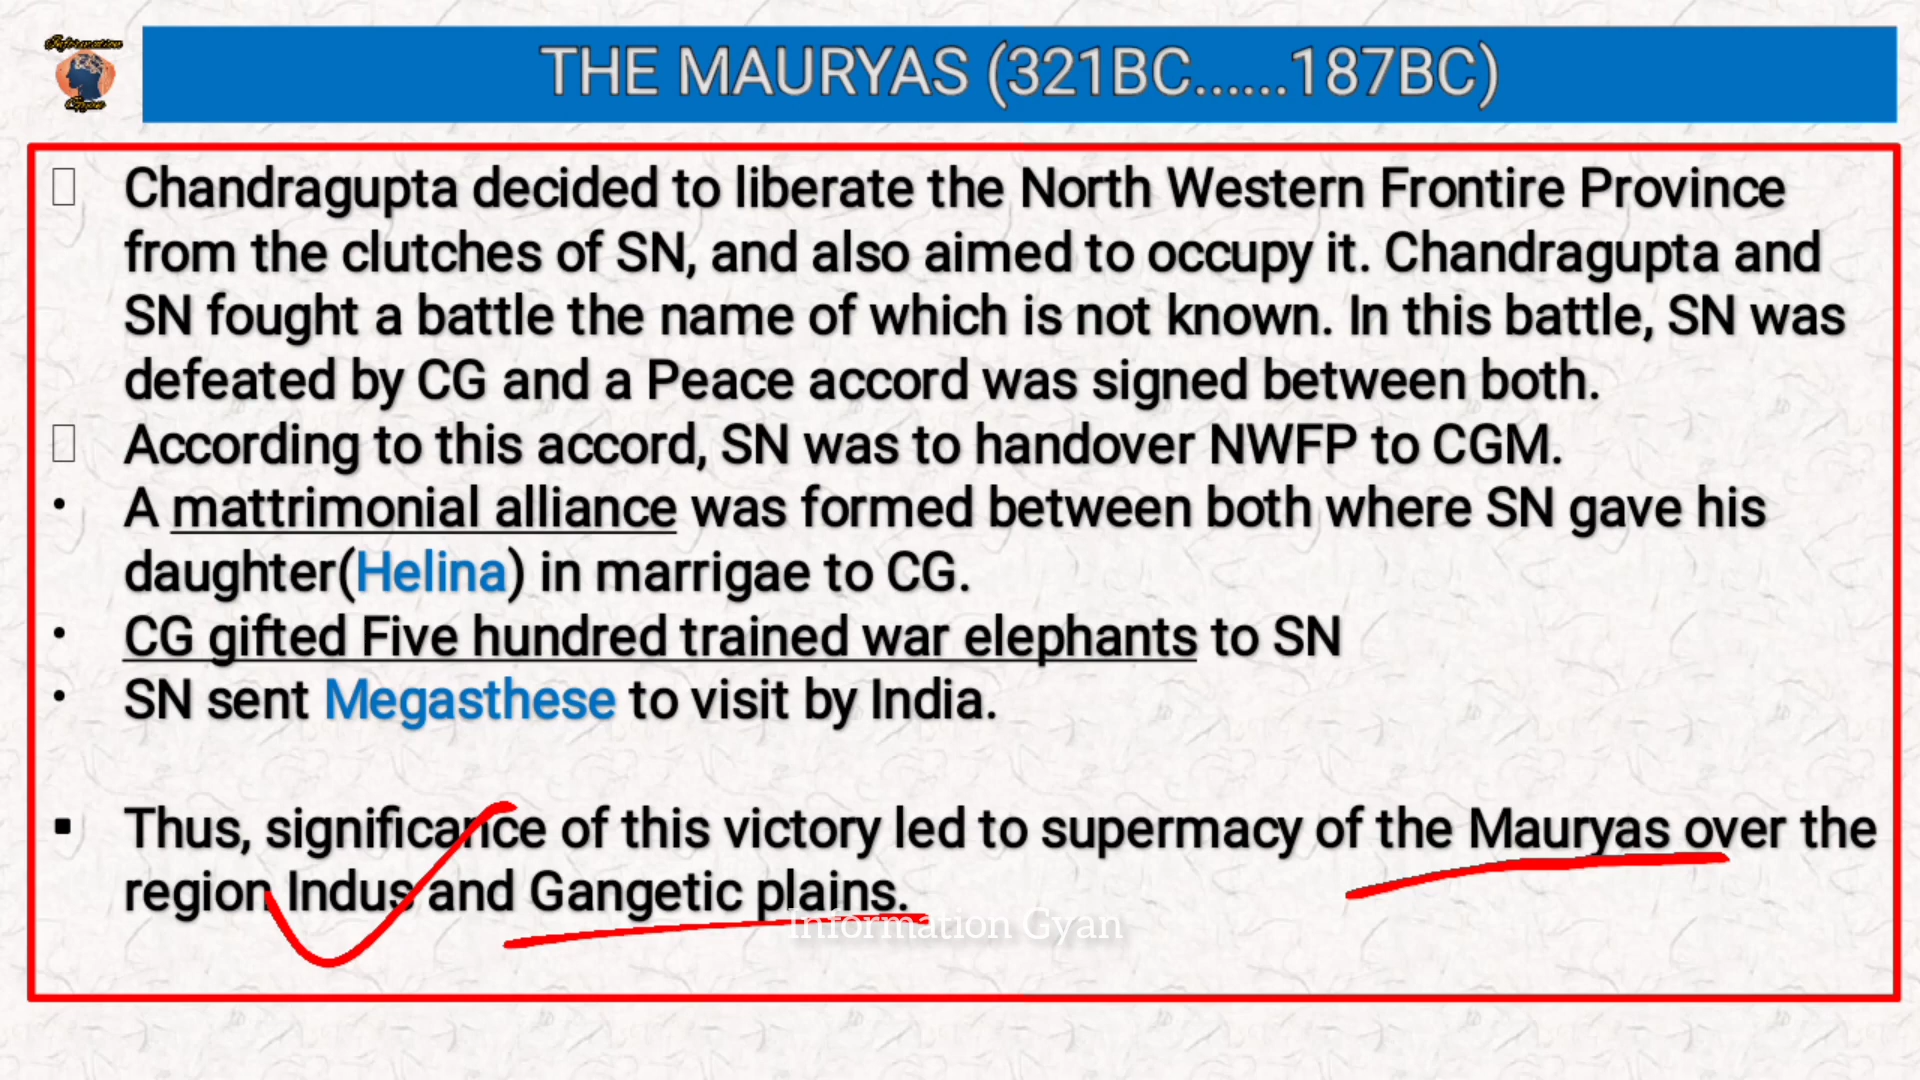 Information
Gyan
THE MAURYAS (321BC......187BC)
Chandragupta decided to liberate the North Western Frontire Province
from the clutches of SN, and also aimed to occupy it. Chandragupta and
SN fought a battle the name of which is not known. In this battle, SN was
defeated by CG and a Peace accord was signed between both.
According to this accord, SN was to handover NWFP to CGM.
• A mattrimonial alliance was formed between both where SN gave his
daughter(Helina) in marrigae to CG.
• CG gifted Five hundred trained war elephants to SN
• SN sent Megasthese to visit by India.
▪ Thus, significance of this victory led to supermacy of the Mauryas over the
region Indus and Gangetic plains.
Information Gyan